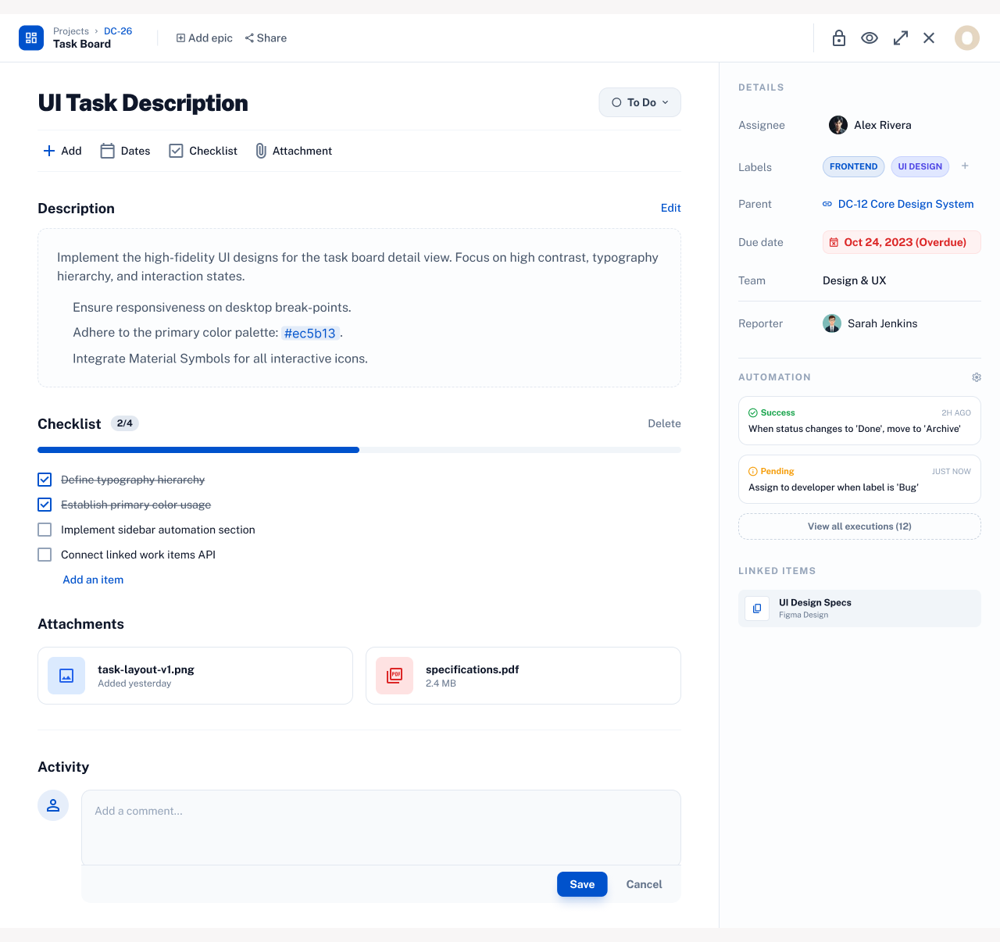 Projects › DC-26
Task Board
Add epic
Share
UI Task Description
To Do
Add
Dates
Checklist
Attachment
Description
Edit
Implement the high-fidelity UI designs for the task board detail view. Focus on high contrast, typography
hierarchy, and interaction states.
Ensure responsiveness on desktop break-points.
Adhere to the primary color palette: #ec5b13 .
Integrate Material Symbols for all interactive icons.
Checklist 2/4
Delete
Define typography hierarchy
Establish primary color usage
Implement sidebar automation section
Connect linked work items API
Add an item
Attachments
task-layout-v1.png
Added yesterday
PDF
specifications.pdf
2.4 MB
Activity
Add a comment...
Save
Cancel
DETAILS
Assignee
Alex Rivera
Labels
FRONTEND
UI DESIGN
+
Parent
DC-12 Core Design System
Due date
Oct 24, 2023 (Overdue)
Team
Design & UX
Reporter
Sarah Jenkins
AUTOMATION
Success
2H AGO
When status changes to 'Done', move to 'Archive'
Pending
JUST NOW
Assign to developer when label is 'Bug'
View all executions (12)
LINKED ITEMS
UI Design Specs
Figma Design